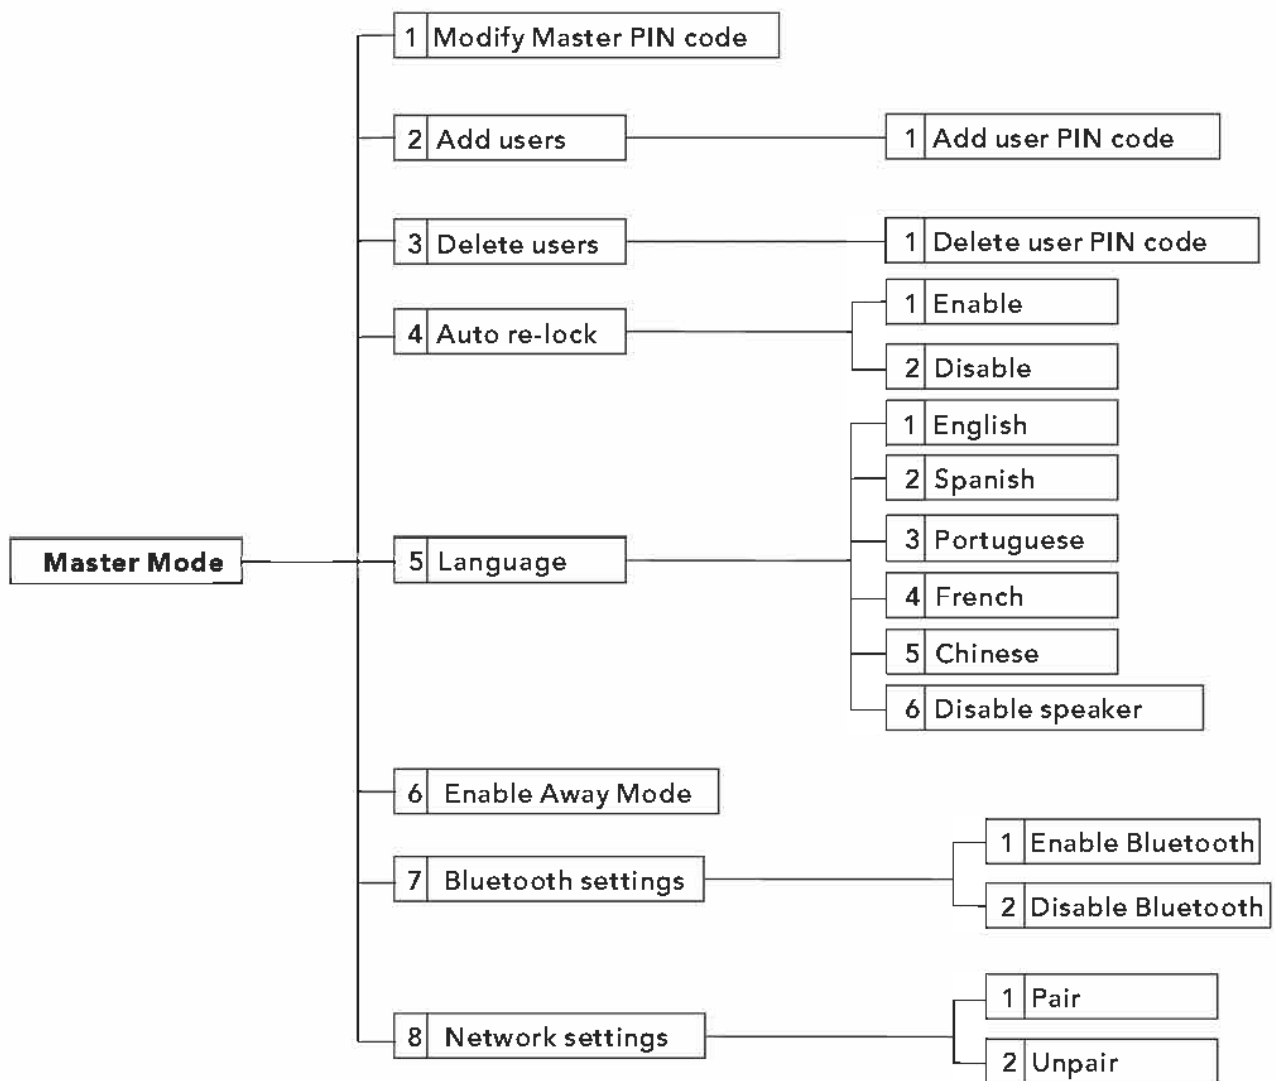 1 Modify Master PIN code
2 Add users
1 Add user PIN code
3 Delete users
1 Delete user PIN code
4 Auto re-lock
1 Enable
2 Disable
Master Mode
5 Language
1 English
2 Spanish
3 Portuguese
4 French
5 Chinese
6 Disable speaker
6 Enable Away Mode
7 Bluetooth settings
1 Enable Bluetooth
2 Disable Bluetooth
8 Network settings
1 Pair
2 Unpair